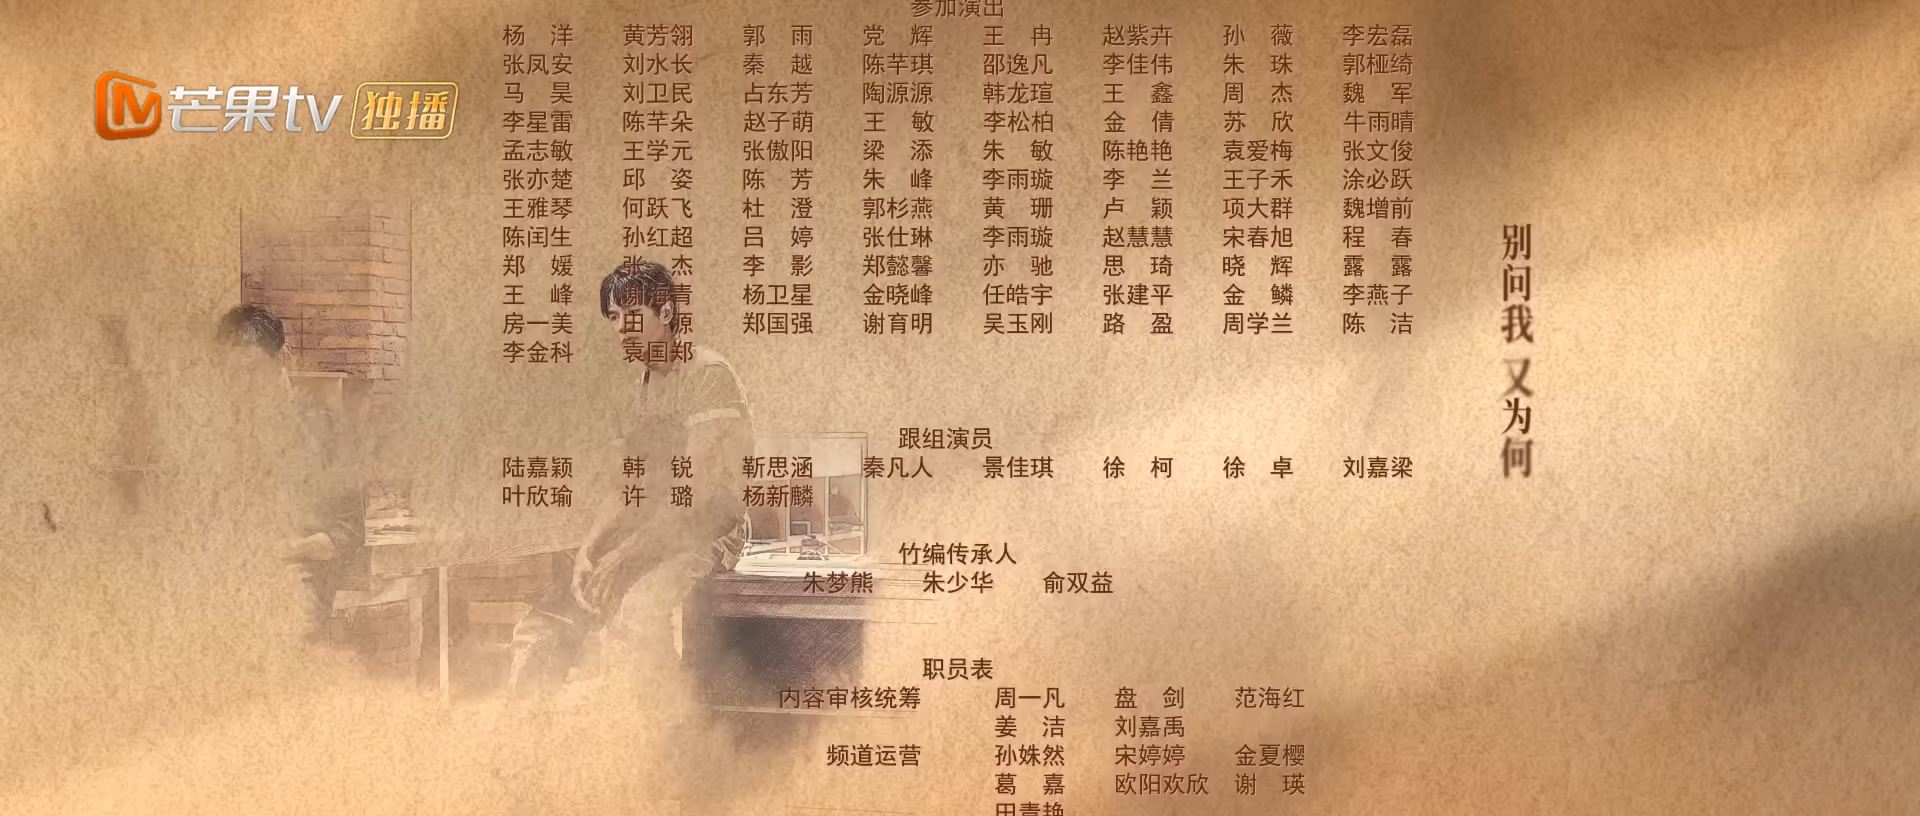 参加演出
杨　洋 黄芳翎 郭　雨 党　辉 王　冉 赵紫卉 孙　薇 李宏磊
张凤安 刘水长 秦　越 陈芊琪 邵逸凡 李佳伟 朱　珠 郭桠绮
马　昊 刘卫民 占东芳 陶源源 韩龙瑄 王　鑫 周　杰 魏　军
李星雷 陈芊朵 赵子萌 王　敏 李松柏 金　倩 苏　欣 牛雨晴
孟志敏 王学元 张傲阳 梁　添 朱　敏 陈艳艳 袁爱梅 张文俊
张亦楚 邱　姿 陈　芳 朱　峰 李雨璇 李　兰 王子禾 涂必跃
王雅琴 何跃飞 杜　澄 郭杉燕 黄　珊 卢　颖 项大群 魏增前
陈闰生 孙红超 吕　婷 张仕琳 李雨璇 赵慧慧 宋春旭 程　春
郑　媛 张　杰 李　影 郑懿馨 亦　驰 思　琦 晓　辉 露　露
王　峰 谢海青 杨卫星 金晓峰 任皓宇 张建平 金　鳞 李燕子
房一美 田　源 郑国强 谢育明 吴玉刚 路　盈 周学兰 陈　洁
李金科 袁国郑
跟组演员
陆嘉颖 韩　锐 靳思涵 秦凡人 景佳琪 徐　柯 徐　卓 刘嘉梁
叶欣瑜 许　璐 杨新麟
竹编传承人
朱梦熊 朱少华 俞双益
职员表
内容审核统筹 周一凡 盘　剑 范海红
姜　洁 刘嘉禹
频道运营 孙姝然 宋婷婷 金夏樱
葛　嘉 欧阳欢欣 谢　瑛
田青艳
芒果tv 独播
别问我 又为何